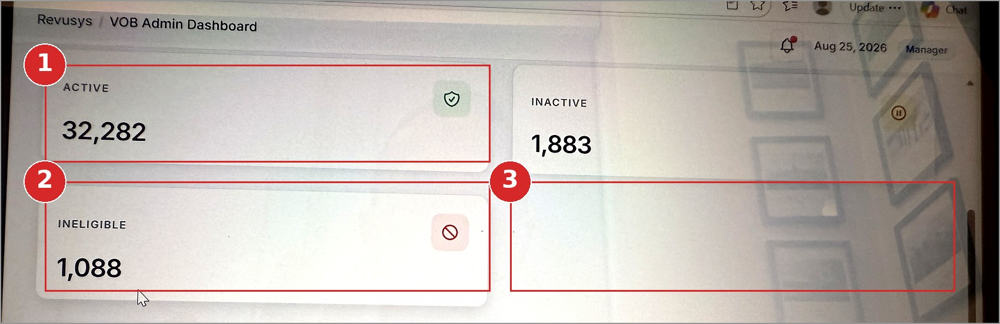 Revusys / VOB Admin Dashboard
Update
Chat
Aug 25, 2026
Manager
1
ACTIVE
32,282
INACTIVE
1,883
2
3
INELIGIBLE
1,088